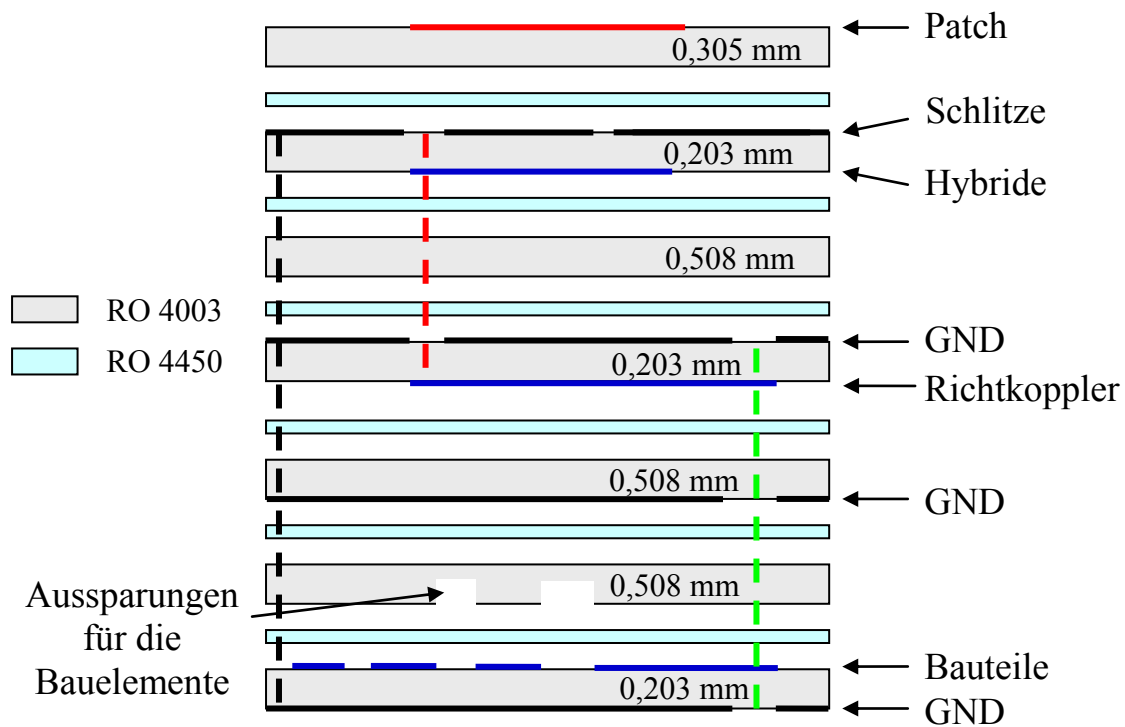 Patch
0,305 mm
Schlitze
0,203 mm
Hybride
0,508 mm
RO 4003
RO 4450
GND
0,203 mm
Richtkoppler
0,508 mm
GND
0,508 mm
Aussparungen
für die
Bauelemente
Bauteile
0,203 mm
GND